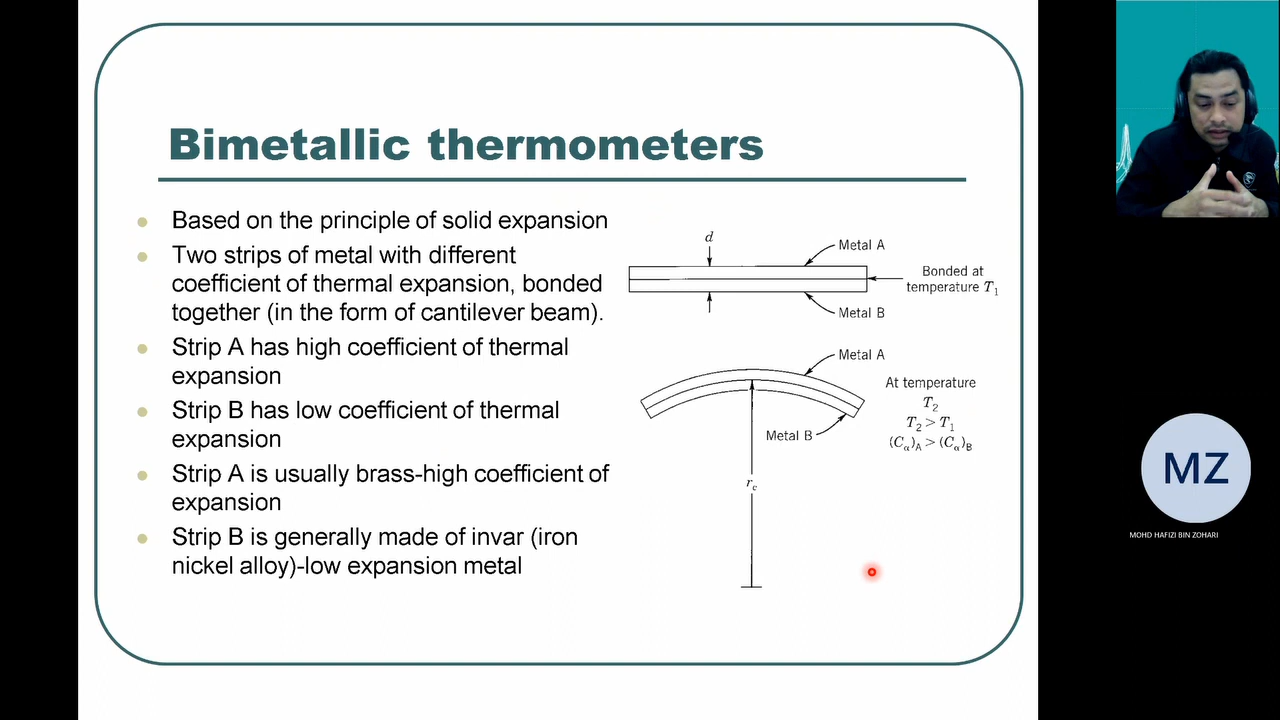 Bimetallic thermometers
Based on the principle of solid expansion
Two strips of metal with different
coefficient of thermal expansion, bonded
together (in the form of cantilever beam).
Strip A has high coefficient of thermal
expansion
Strip B has low coefficient of thermal
expansion
Strip A is usually brass-high coefficient of
expansion
Strip B is generally made of invar (iron
nickel alloy)-low expansion metal
d
Metal A
Bonded at
temperature T₁
Metal B
Metal A
At temperature
T₂
T₂ > T₁
(Cα)A > (Cα)B
Metal B
rc
MZ
MOHD HAFIZI BIN ZOHARI